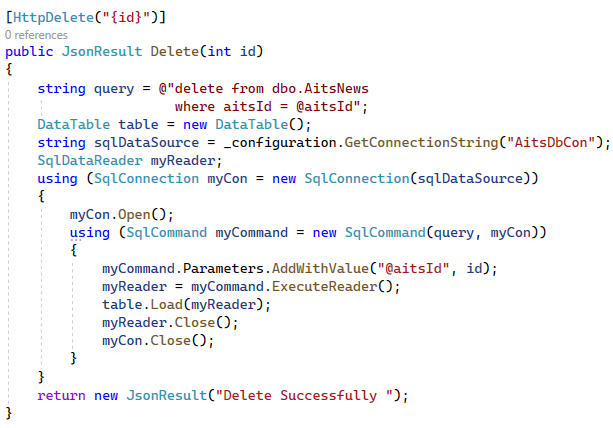 [HttpDelete("{id}")]
0 references
public JsonResult Delete(int id)
{
    string query = @"delete from dbo.AitsNews
                     where aitsId = @aitsId";
    DataTable table = new DataTable();
    string sqlDataSource = _configuration.GetConnectionString("AitsDbCon");
    SqlDataReader myReader;
    using (SqlConnection myCon = new SqlConnection(sqlDataSource))
    {
        myCon.Open();
        using (SqlCommand myCommand = new SqlCommand(query, myCon))
        {
            myCommand.Parameters.AddWithValue("@aitsId", id);
            myReader = myCommand.ExecuteReader();
            table.Load(myReader);
            myReader.Close();
            myCon.Close();
        }
    }
    return new JsonResult("Delete Successfully ");
}